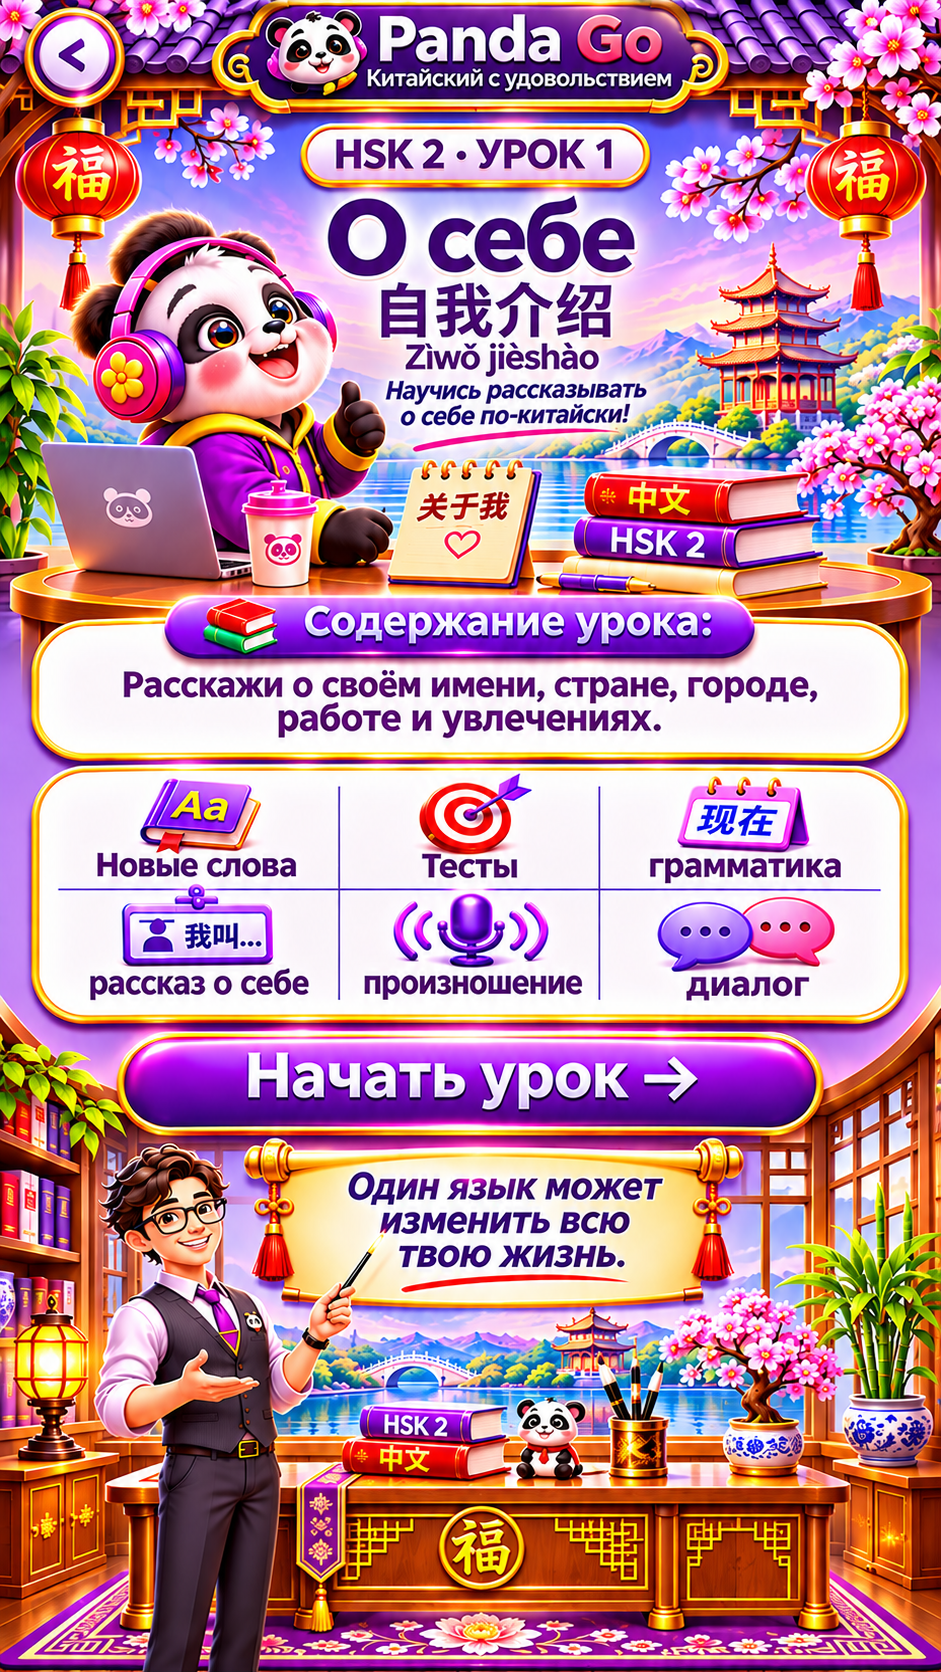 Panda Go
Китайский с удовольствием
HSK 2 · УРОК 1
福
福
О себе
自我介绍
Zìwǒ jièshào
Научись рассказывать
о себе по-китайски!
关于我
中文
HSK 2
Содержание урока:
Расскажи о своём имени, стране, городе,
работе и увлечениях.
Aa
Новые слова
Тесты
现在
грамматика
我叫...
рассказ о себе
произношение
диалог
Начать урок →
Один язык может
изменить всю
твою жизнь.
HSK 2
中文
福